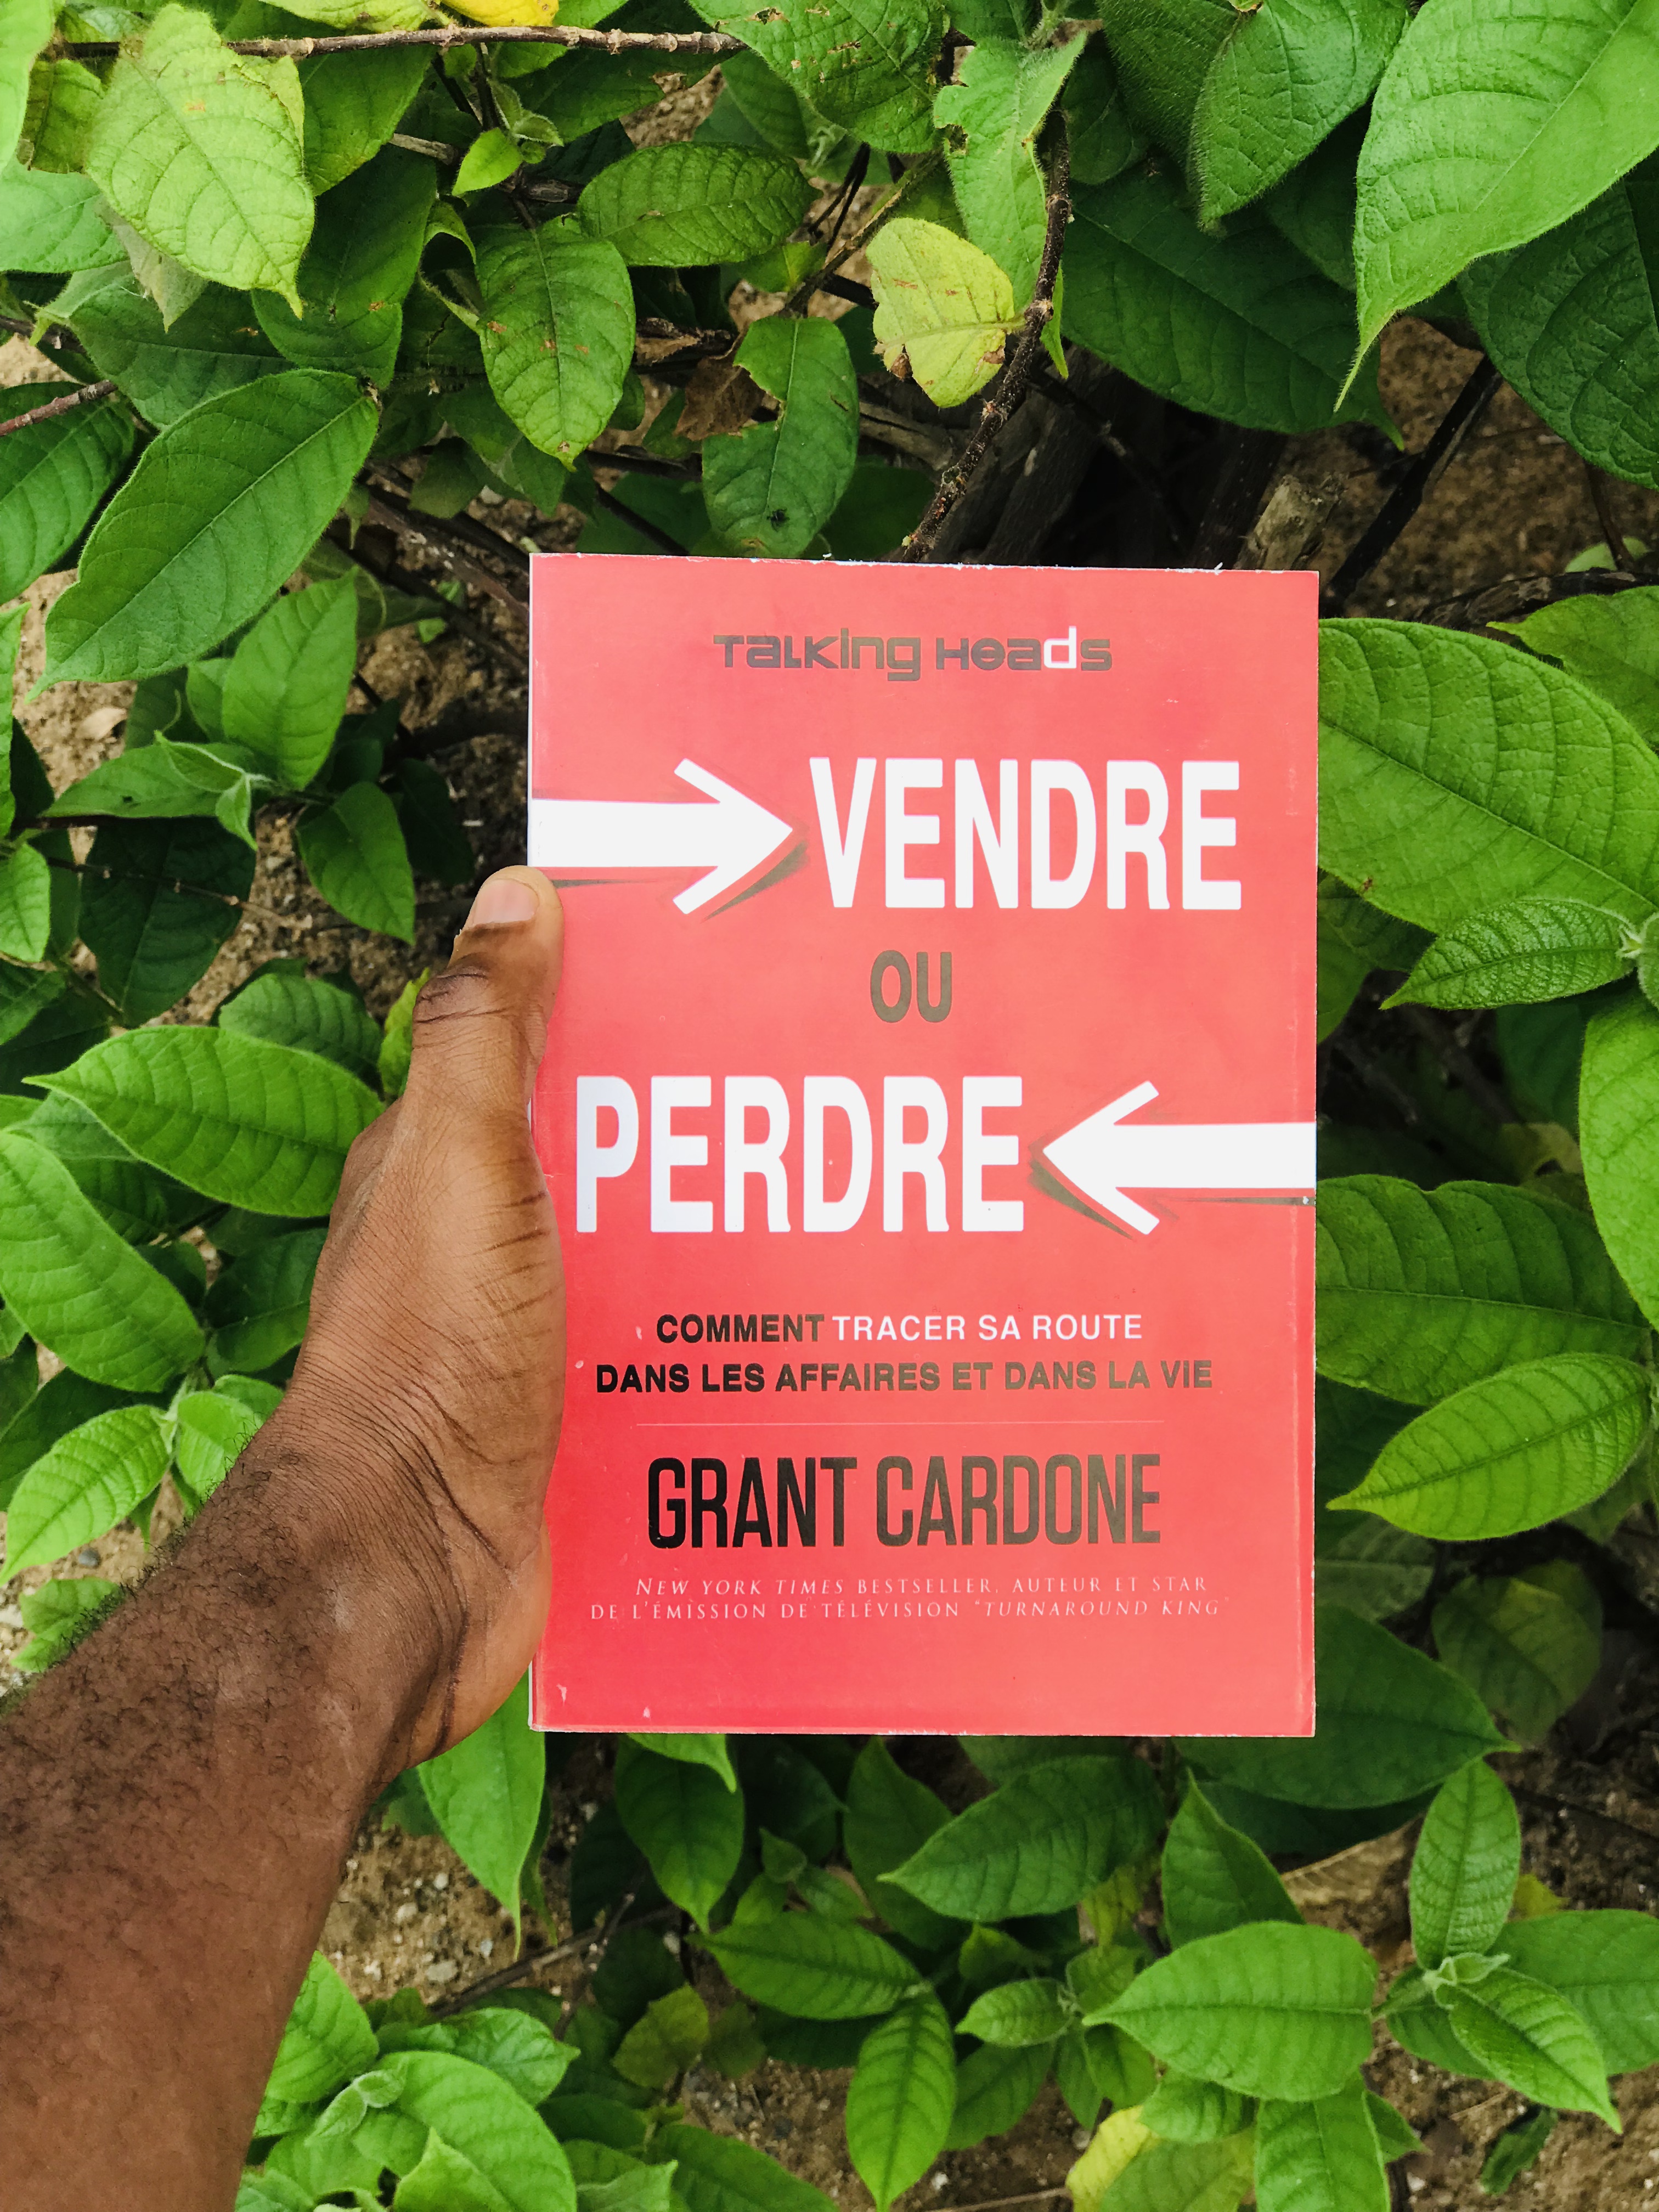 TALKING HEADS
VENDRE
OU
PERDRE
COMMENT TRACER SA ROUTE
DANS LES AFFAIRES ET DANS LA VIE
GRANT CARDONE
NEW YORK TIMES BESTSELLER, AUTEUR ET STAR
DE L'ÉMISSION DE TÉLÉVISION "TURNAROUND KING"